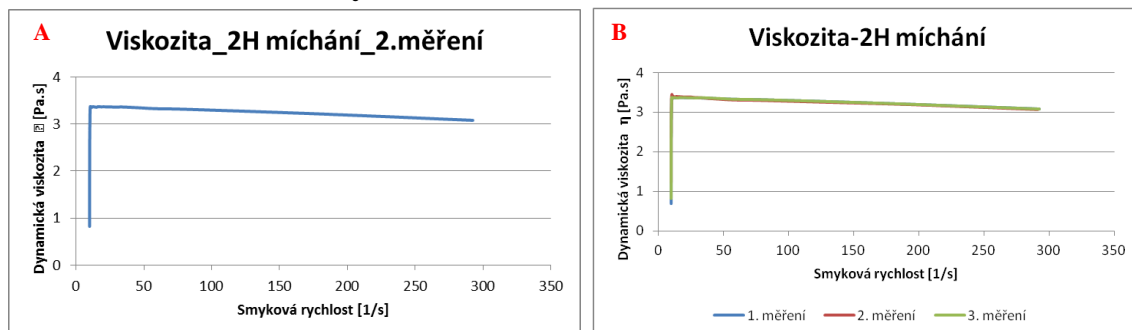 A
Viskozita_2H míchání_2.měření
Dynamická viskozita ⍰ [Pa.s]
4
3
2
1
0
0 50 100 150 200 250 300 350
Smyková rychlost [1/s]
B
Viskozita-2H míchání
Dynamická viskozita η [Pa.s]
4
3
2
1
0
0 50 100 150 200 250 300 350
Smyková rychlost [1/s]
1. měření 2. měření 3. měření